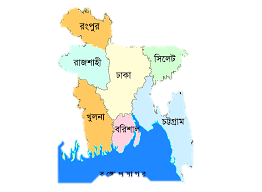 রংপুর
রাজশাহী
সিলেট
ঢাকা
খুলনা
বরিশাল
চট্টগ্রাম
বঙ্গোপসাগর